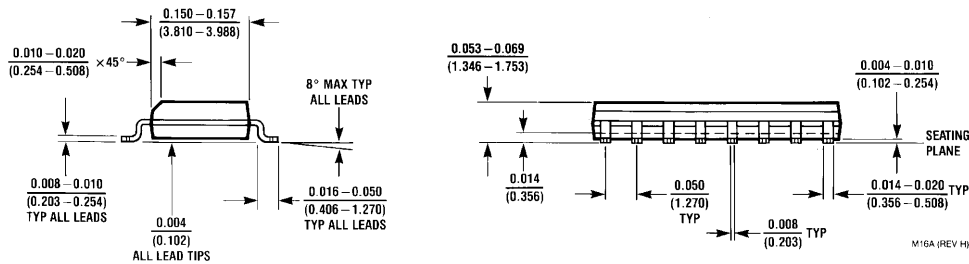 0.150 – 0.157
(3.810 – 3.988)
0.010 – 0.020
(0.254 – 0.508)
×45°
8° MAX TYP
ALL LEADS
0.008 – 0.010
(0.203 – 0.254)
TYP ALL LEADS
0.004
(0.102)
ALL LEAD TIPS
0.016 – 0.050
(0.406 – 1.270)
TYP ALL LEADS
0.053 – 0.069
(1.346 – 1.753)
0.004 – 0.010
(0.102 – 0.254)
SEATING
PLANE
0.014
(0.356)
0.050
(1.270)
TYP
0.008
(0.203)
TYP
0.014 – 0.020
(0.356 – 0.508)
TYP
M16A (REV H)